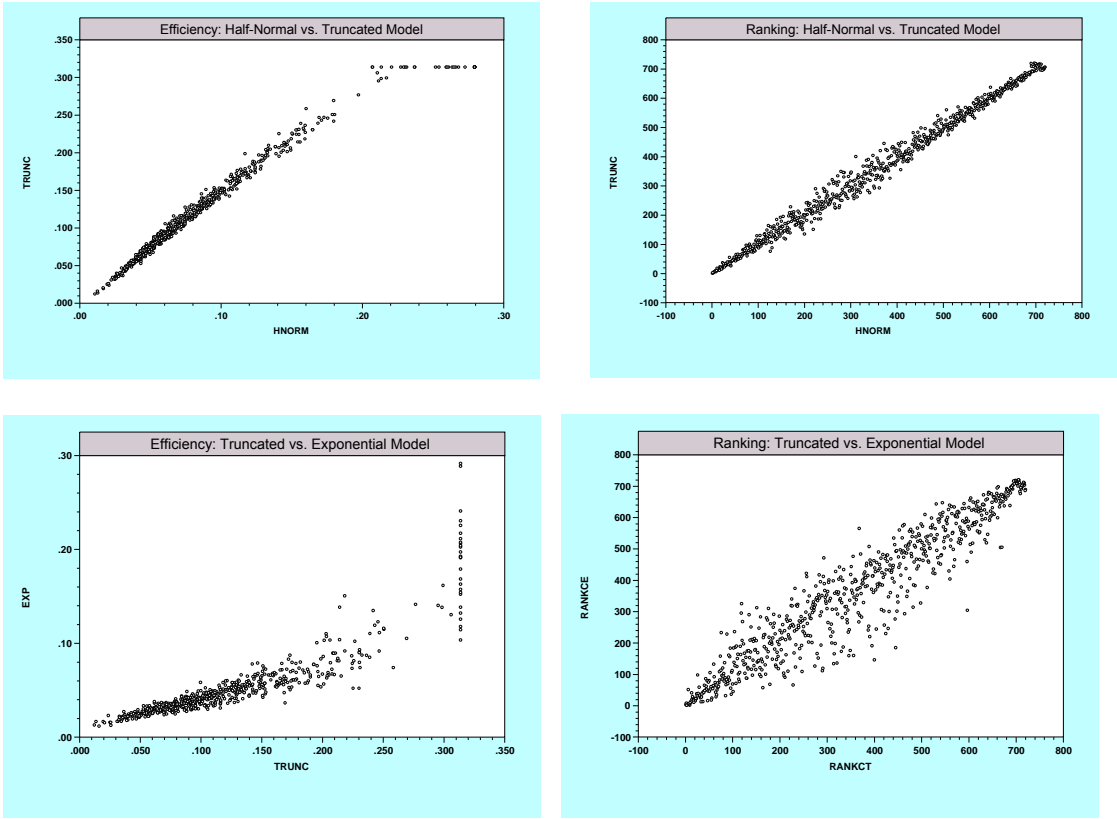 Efficiency: Half-Normal vs. Truncated Model
.350
.300
.250
.200
.150
.100
.050
.000
TRUNC
.00 .10 .20 .30
HNORM
Ranking: Half-Normal vs. Truncated Model
800
700
600
500
400
300
200
100
0
-100
TRUNC
-100 0 100 200 300 400 500 600 700 800
HNORM
Efficiency: Truncated vs. Exponential Model
.30
.20
.10
.00
EXP
.000 .050 .100 .150 .200 .250 .300 .350
TRUNC
Ranking: Truncated vs. Exponential Model
800
700
600
500
400
300
200
100
0
-100
RANKCE
-100 0 100 200 300 400 500 600 700 800
RANKCT